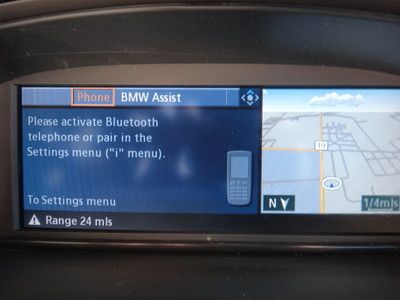 Phone BMW Assist
Please activate Bluetooth
telephone or pair in the
Settings menu ("i" menu).
To Settings menu
Range 24 mls
N
1/4mls